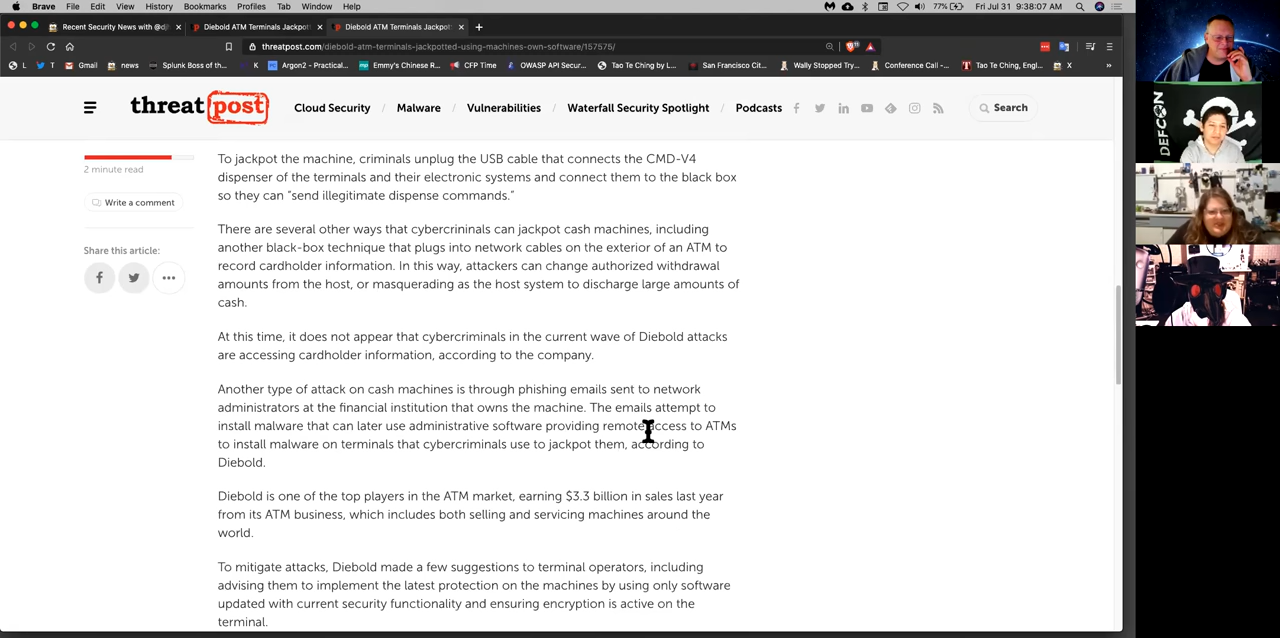 Brave File Edit View History Bookmarks Profiles Tab Window Help
77% Fri Jul 31 9:38:07 AM
Recent Security News with @dj
Diebold ATM Terminals Jackpot
Diebold ATM Terminals Jackpot
threatpost.com/diebold-atm-terminals-jackpotted-using-machines-own-software/157575/
L T Gmail news Splunk Boss of th... K Argon2 - Practical... Emmy's Chinese R... CFP Time OWASP API Secur... Tao Te Ching by L... San Francisco Cit... Wally Stopped Try... Conference Call -... Tao Te Ching, Engl... X »
threatpost Cloud Security / Malware / Vulnerabilities / Waterfall Security Spotlight / Podcasts Search
2 minute read
Write a comment
Share this article:
To jackpot the machine, criminals unplug the USB cable that connects the CMD-V4
dispenser of the terminals and their electronic systems and connect them to the black box
so they can “send illegitimate dispense commands.”
There are several other ways that cybercrininals can jackpot cash machines, including
another black-box technique that plugs into network cables on the exterior of an ATM to
record cardholder information. In this way, attackers can change authorized withdrawal
amounts from the host, or masquerading as the host system to discharge large amounts of
cash.
At this time, it does not appear that cybercriminals in the current wave of Diebold attacks
are accessing cardholder information, according to the company.
Another type of attack on cash machines is through phishing emails sent to network
administrators at the financial institution that owns the machine. The emails attempt to
install malware that can later use administrative software providing remote access to ATMs
to install malware on terminals that cybercriminals use to jackpot them, according to
Diebold.
Diebold is one of the top players in the ATM market, earning $3.3 billion in sales last year
from its ATM business, which includes both selling and servicing machines around the
world.
To mitigate attacks, Diebold made a few suggestions to terminal operators, including
advising them to implement the latest protection on the machines by using only software
updated with current security functionality and ensuring encryption is active on the
terminal.
DEFCON